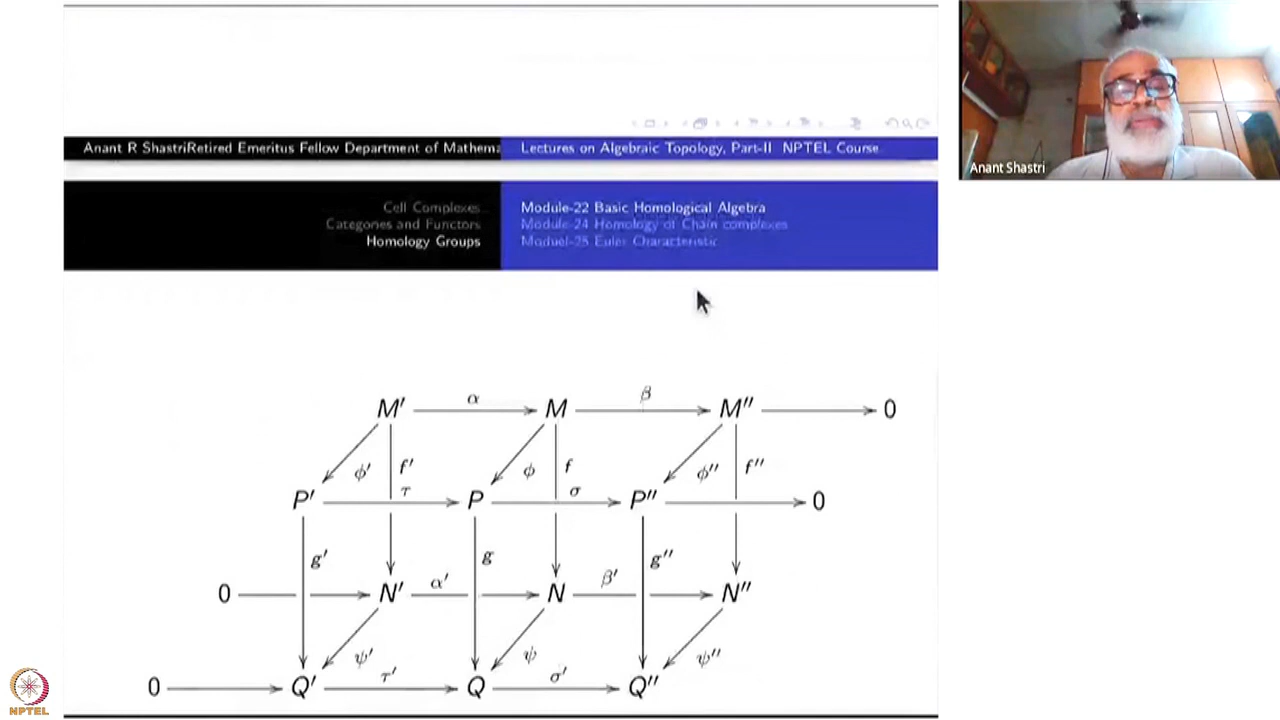 Anant R ShastriRetired Emeritus Fellow Department of Mathema Lectures on Algebraic Topology, Part-II NPTEL Course
Cell Complexes Module-22 Basic Homological Algebra
Categories and Functors Module-24 Homology of Chain complexes
Homology Groups Moduel-25 Euler Characteristic
Anant Shastri
M′ α M β M″ 0
ϕ′ f′ ϕ f ϕ″ f″
P′ τ P σ P″ 0
g′ g g″
0 N′ α′ N β′ N″
ψ′ ψ ψ″
0 Q′ τ′ Q σ′ Q″
NPTEL